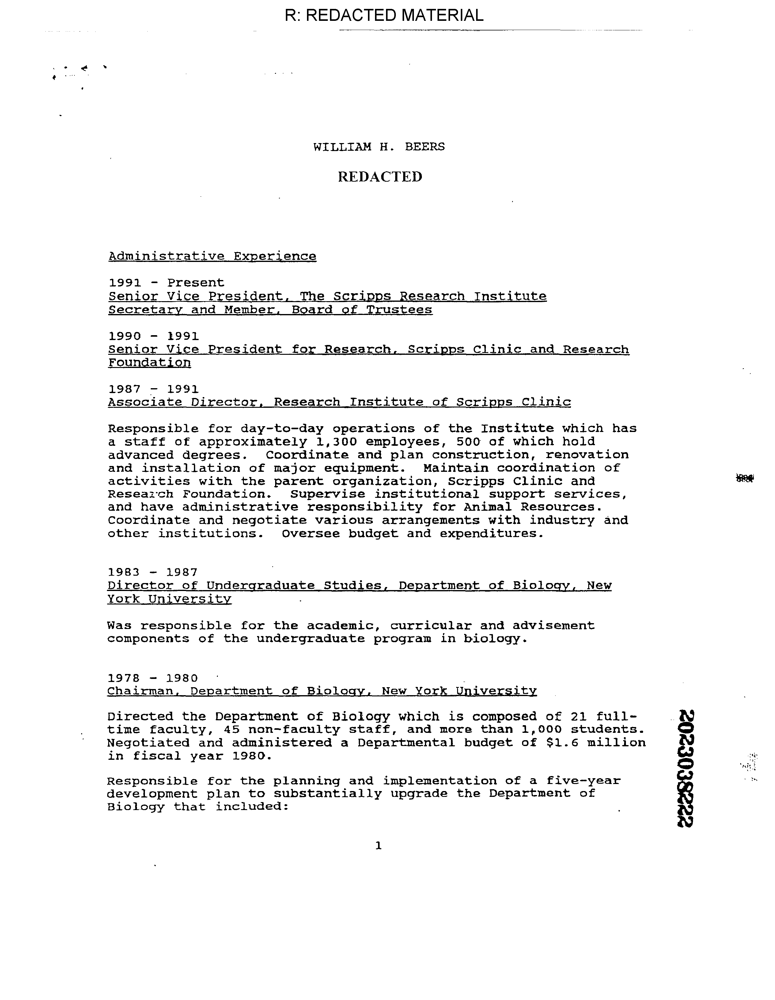 R: REDACTED MATERIAL
WILLIAM H. BEERS
REDACTED
Administrative Experience
1991 - Present
Senior Vice President, The Scripps Research Institute
Secretary and Member, Board of Trustees
1990 - 1991
Senior Vice President for Research, Scripps Clinic and Research
Foundation
1987 - 1991
Associate Director, Research Institute of Scripps Clinic
Responsible for day-to-day operations of the Institute which has
a staff of approximately 1,300 employees, 500 of which hold
advanced degrees. Coordinate and plan construction, renovation
and installation of major equipment. Maintain coordination of
activities with the parent organization, Scripps Clinic and
Research Foundation. Supervise institutional support services,
and have administrative responsibility for Animal Resources.
Coordinate and negotiate various arrangements with industry and
other institutions. Oversee budget and expenditures.
1983 - 1987
Director of Undergraduate Studies, Department of Biology, New
York University
Was responsible for the academic, curricular and advisement
components of the undergraduate program in biology.
1978 - 1980
Chairman, Department of Biology, New York University
Directed the Department of Biology which is composed of 21 full-
time faculty, 45 non-faculty staff, and more than 1,000 students.
Negotiated and administered a Departmental budget of $1.6 million
in fiscal year 1980.
Responsible for the planning and implementation of a five-year
development plan to substantially upgrade the Department of
Biology that included:
1
2023038222